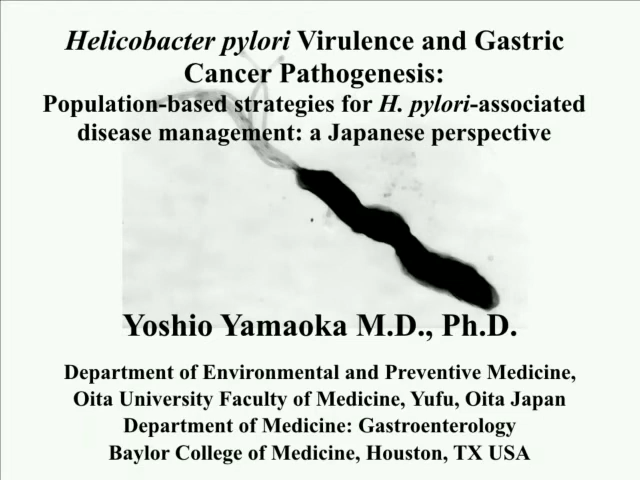 Helicobacter pylori Virulence and Gastric
Cancer Pathogenesis:
Population-based strategies for H. pylori-associated
disease management: a Japanese perspective
Yoshio Yamaoka M.D., Ph.D.
Department of Environmental and Preventive Medicine,
Oita University Faculty of Medicine, Yufu, Oita Japan
Department of Medicine: Gastroenterology
Baylor College of Medicine, Houston, TX USA